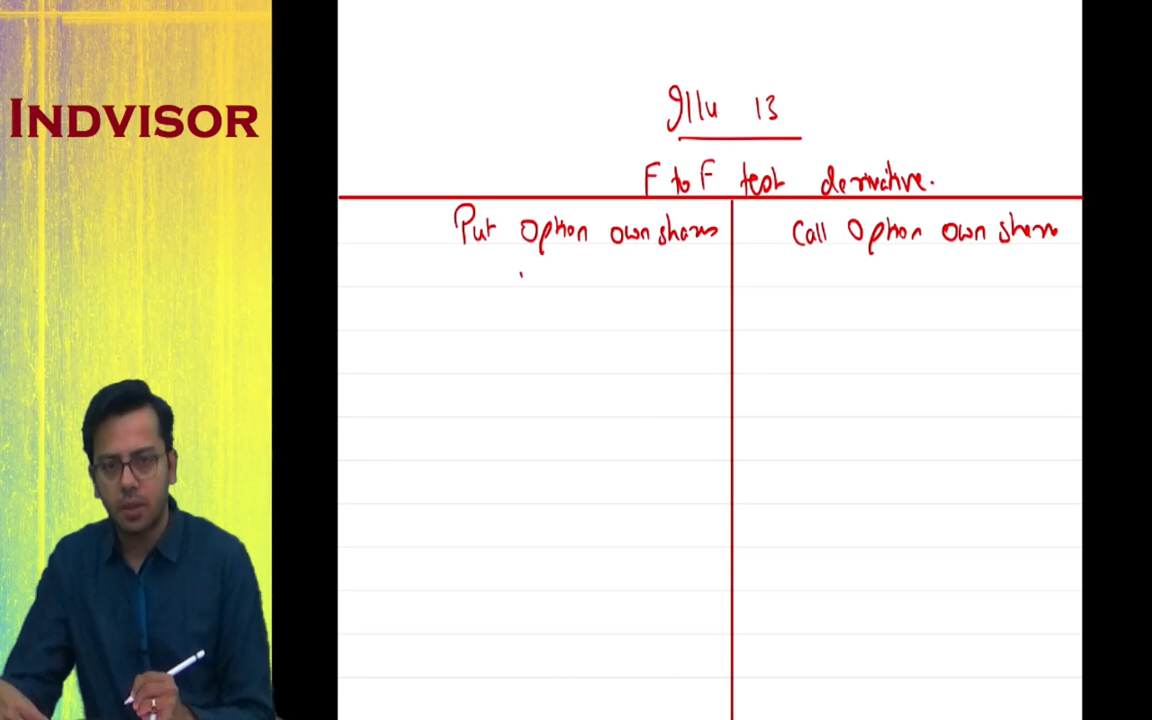 INDVISOR
Illu 13
F to F test derivative.
Put Option own shares
Call Option own shares